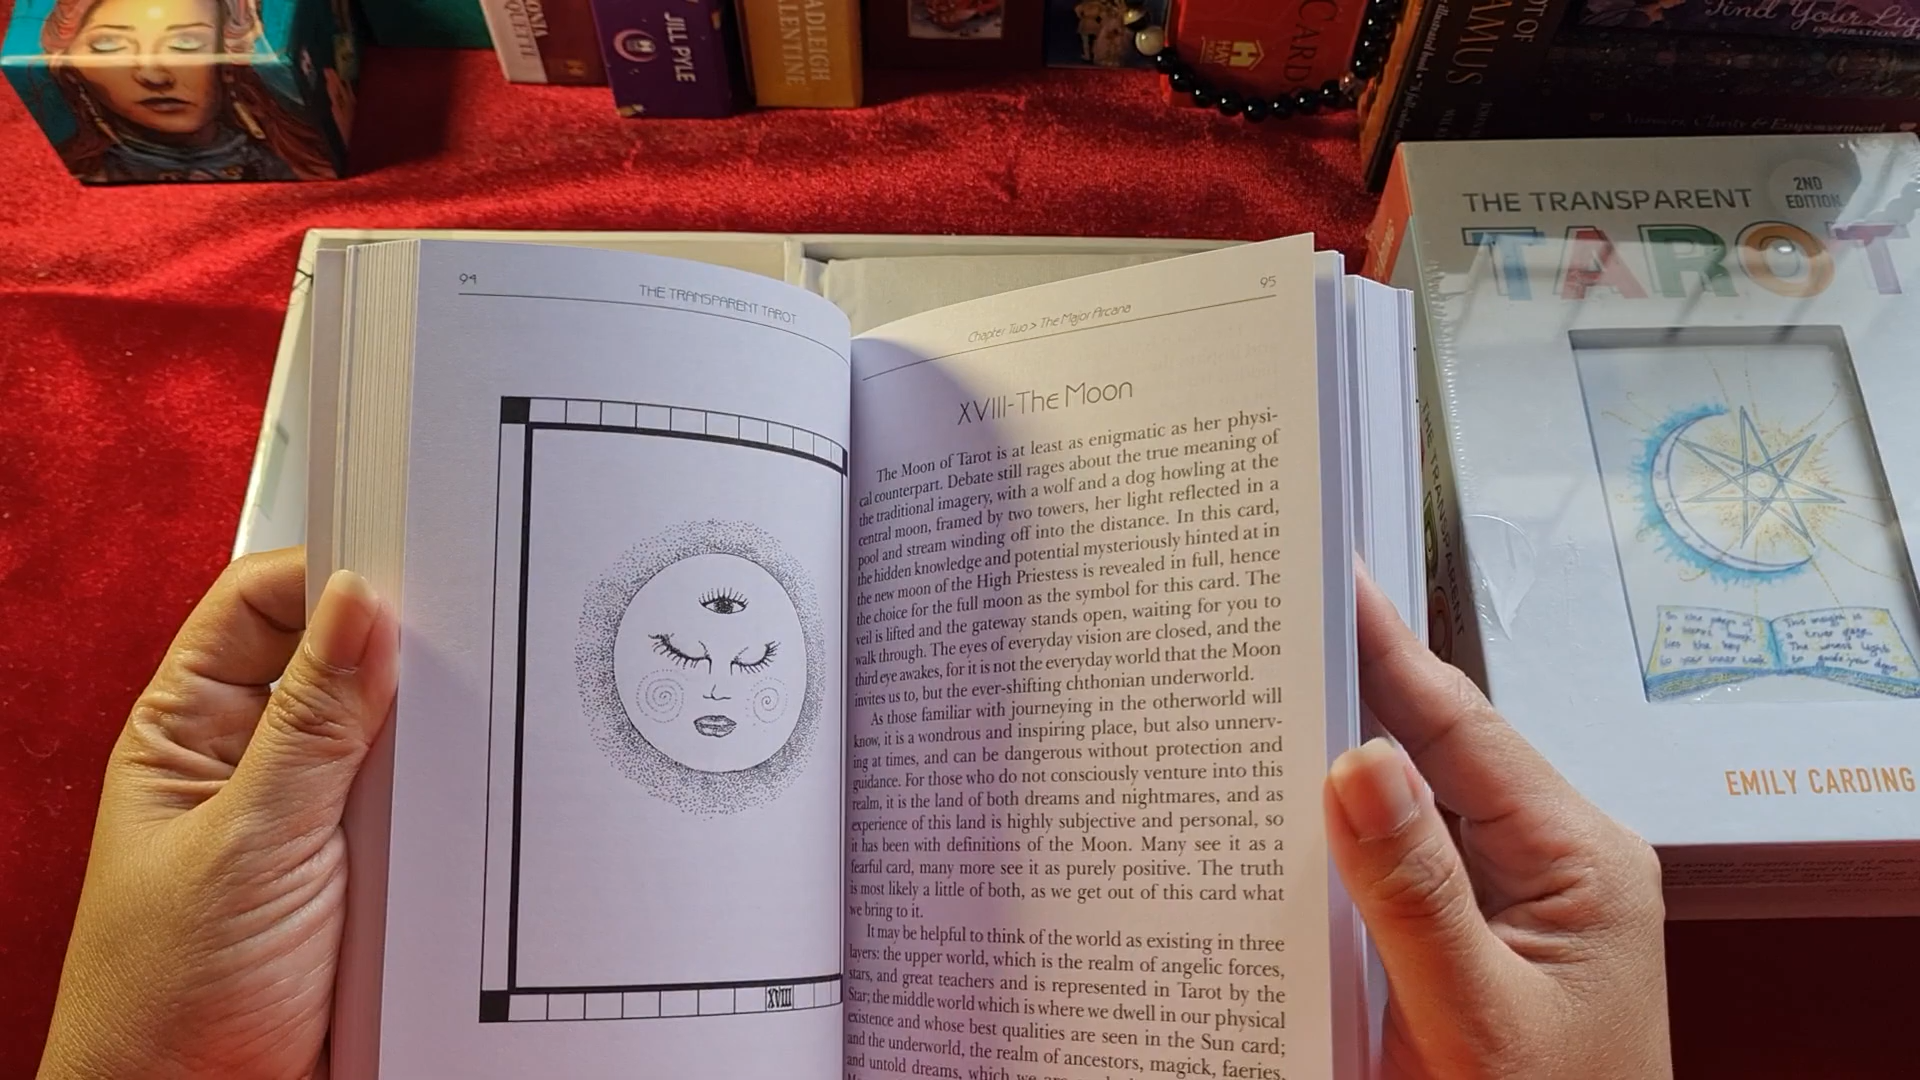 JILL PYLE
ADLEIGH
VALENTINE
CARD
HAY
AMUS
Find Your Lig
INSPIRATION
Answers, Clarity & Empowerment
THE TRANSPARENT
2ND
EDITION
TAROT
EMILY CARDING
94
THE TRANSPARENT TAROT
XVIII
Chapter Two > The Major Arcana
95
XVIII-The Moon
The Moon of Tarot is at least as enigmatic as her physi-
cal counterpart. Debate still rages about the true meaning of
the traditional imagery, with a wolf and a dog howling at the
central moon, framed by two towers, her light reflected in a
pool and stream winding off into the distance. In this card,
the hidden knowledge and potential mysteriously hinted at in
the new moon of the High Priestess is revealed in full, hence
the choice for the full moon as the symbol for this card. The
veil is lifted and the gateway stands open, waiting for you to
walk through. The eyes of everyday vision are closed, and the
third eye awakes, for it is not the everyday world that the Moon
invites us to, but the ever-shifting chthonian underworld.
As those familiar with journeying in the otherworld will
know, it is a wondrous and inspiring place, but also unnerv-
ing at times, and can be dangerous without protection and
guidance. For those who do not consciously venture into this
realm, it is the land of both dreams and nightmares, and as
experience of this land is highly subjective and personal, so
it has been with definitions of the Moon. Many see it as a
fearful card, many more see it as purely positive. The truth
is most likely a little of both, as we get out of this card what
we bring to it.
It may be helpful to think of the world as existing in three
layers: the upper world, which is the realm of angelic forces,
stars, and great teachers and is represented in Tarot by the
Star; the middle world which is where we dwell in our physical
existence and whose best qualities are seen in the Sun card;
and the underworld, the realm of ancestors, magick, faeries,
and untold dreams, which we